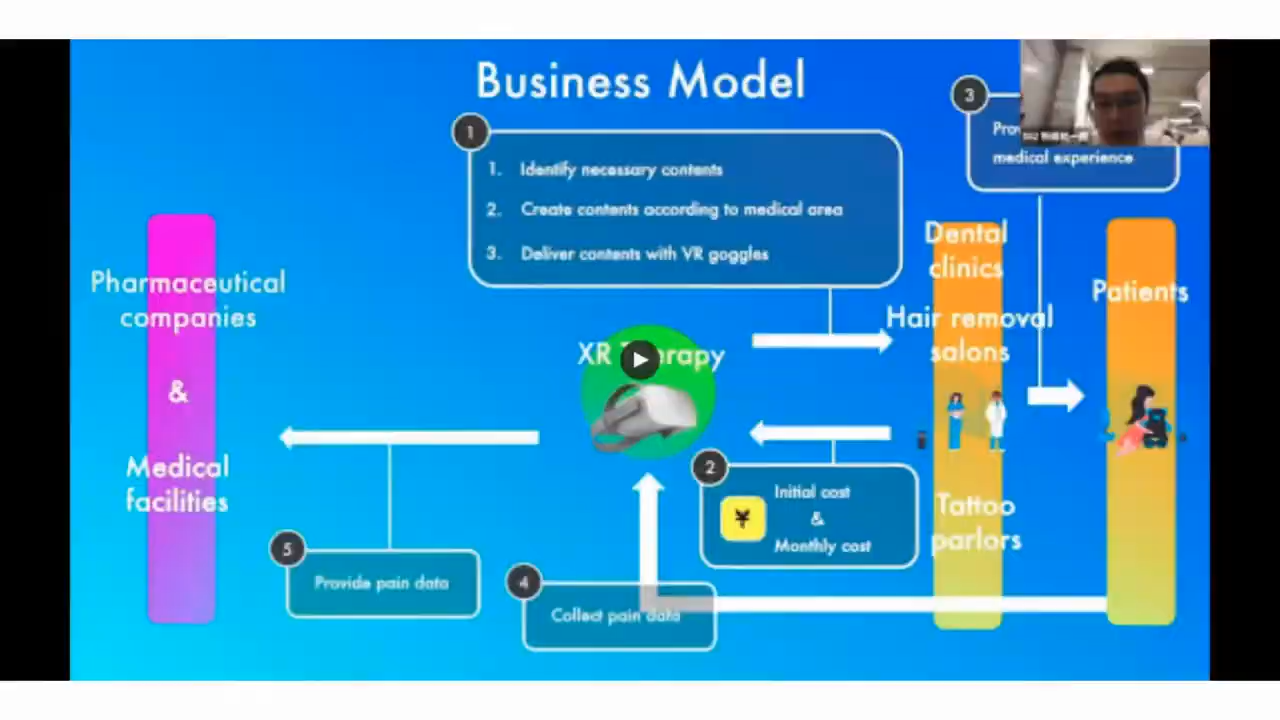 Business Model
1
1. Identify necessary contents
2. Create contents according to medical area
3. Deliver contents with VR goggles
3
medical experience
Pharmaceutical
companies
&
Medical
facilities
XR
Dental
clinics
Hair removal
salons
Tattoo
parlors
Patients
2
¥
Initial cost
&
Monthly cost
5
Provide pain data
4
Collect pain data